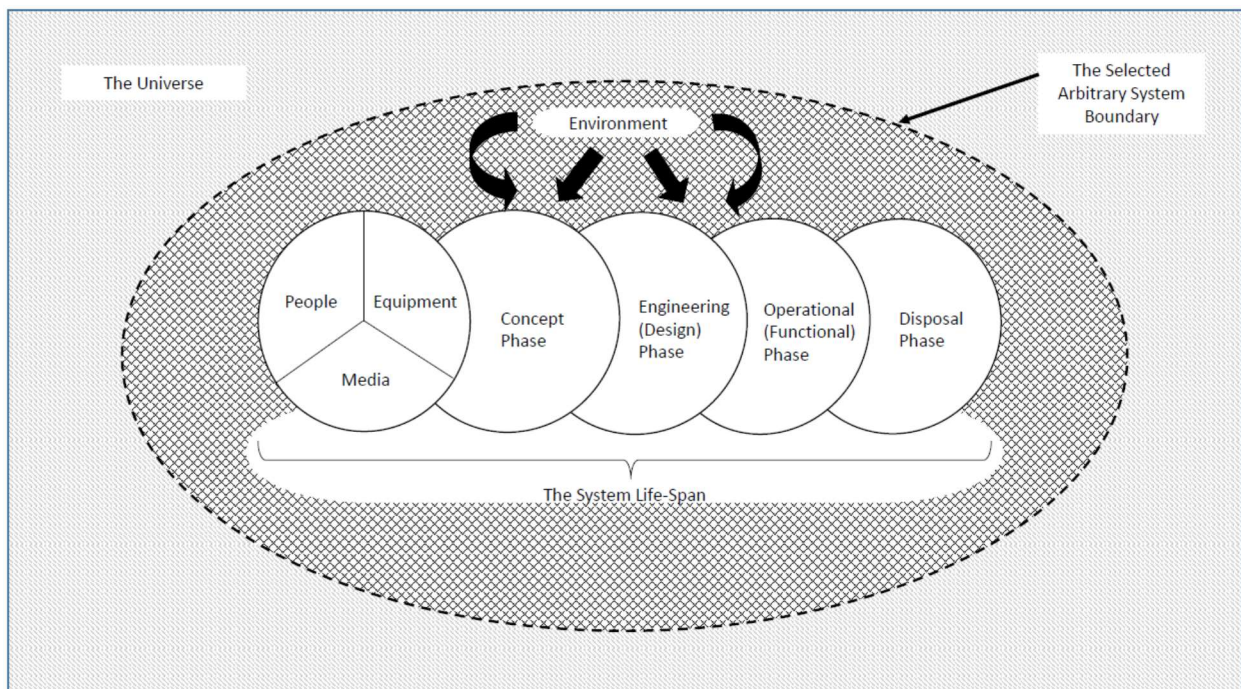 The Universe
The Selected
Arbitrary System
Boundary
Environment
People
Equipment
Media
Concept
Phase
Engineering
(Design)
Phase
Operational
(Functional)
Phase
Disposal
Phase
The System Life-Span